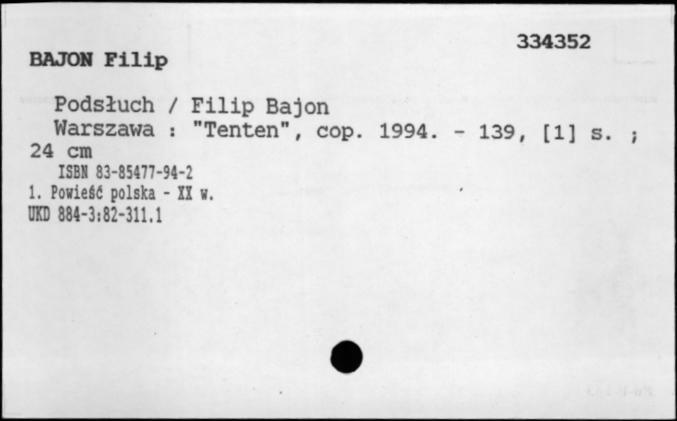 334352
BAJON Filip
Podsłuch / Filip Bajon
Warszawa : "Tenten", cop. 1994. - 139, [1] s. ;
24 cm
ISBN 83-85477-94-2
1. Powieść polska - XX w.
UKD 884-3:82-311.1